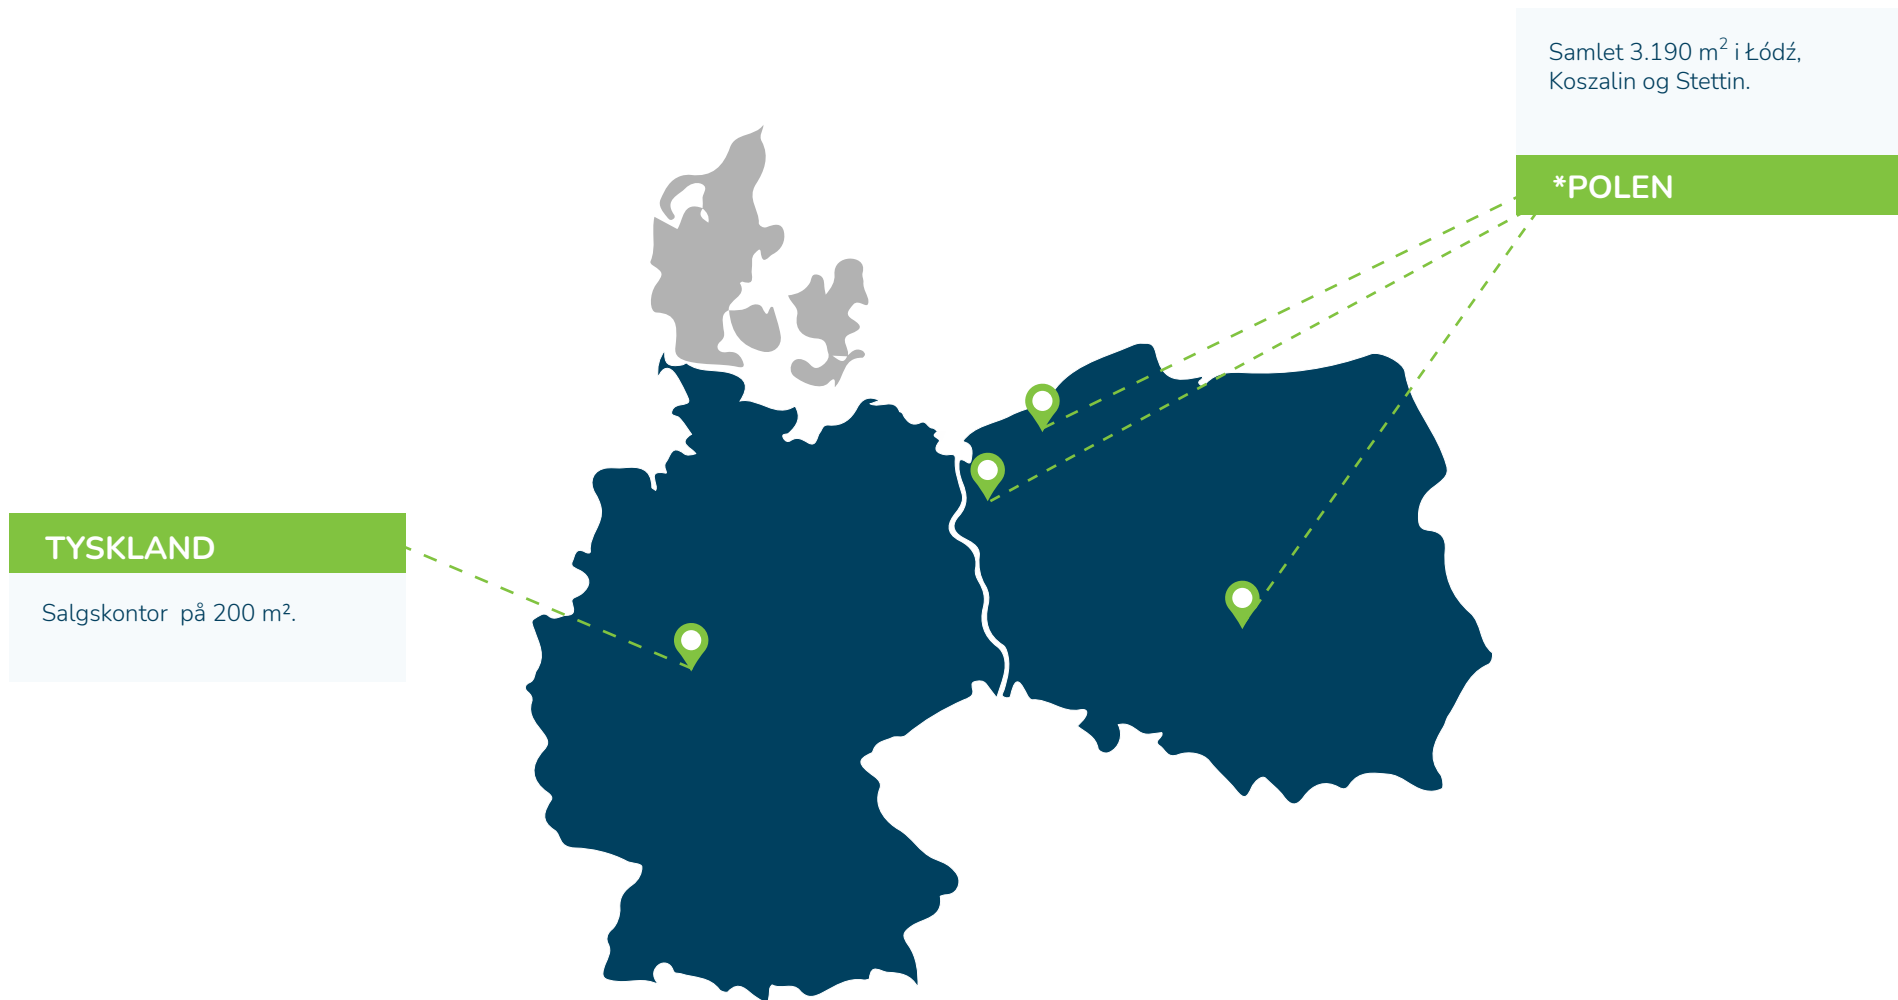 Samlet 3.190 m² i Łódź,
Koszalin og Stettin.
*POLEN
TYSKLAND
Salgskontor på 200 m².